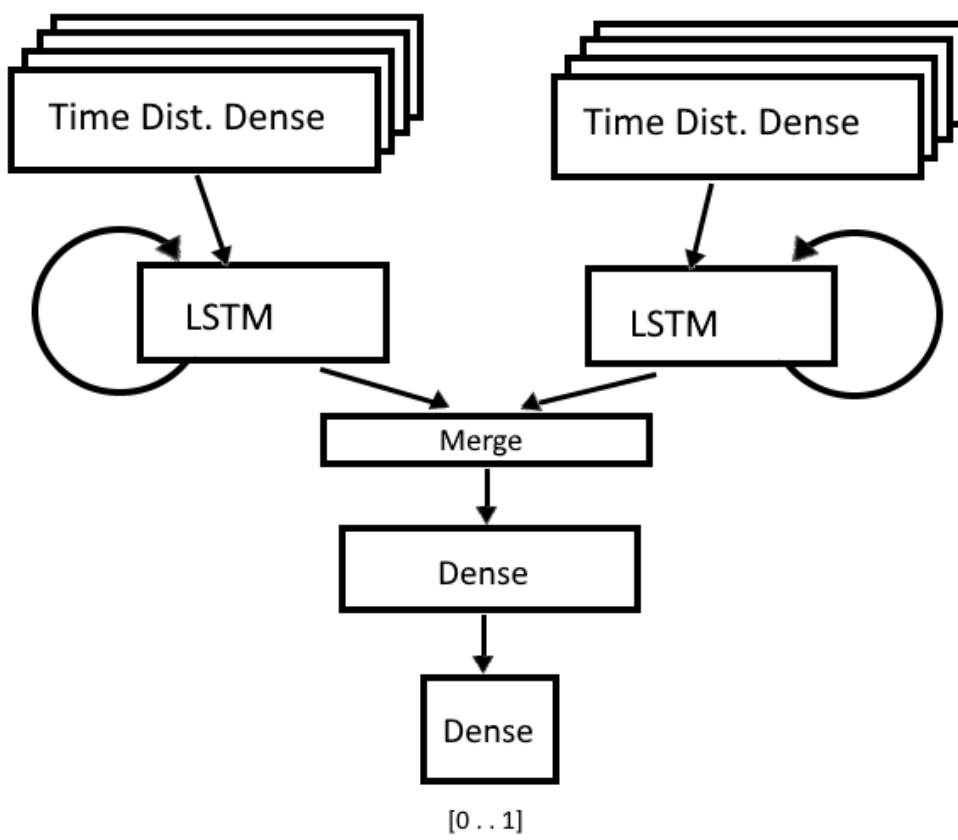 Time Dist. Dense
Time Dist. Dense
LSTM
LSTM
Merge
Dense
Dense
[0 . . 1]